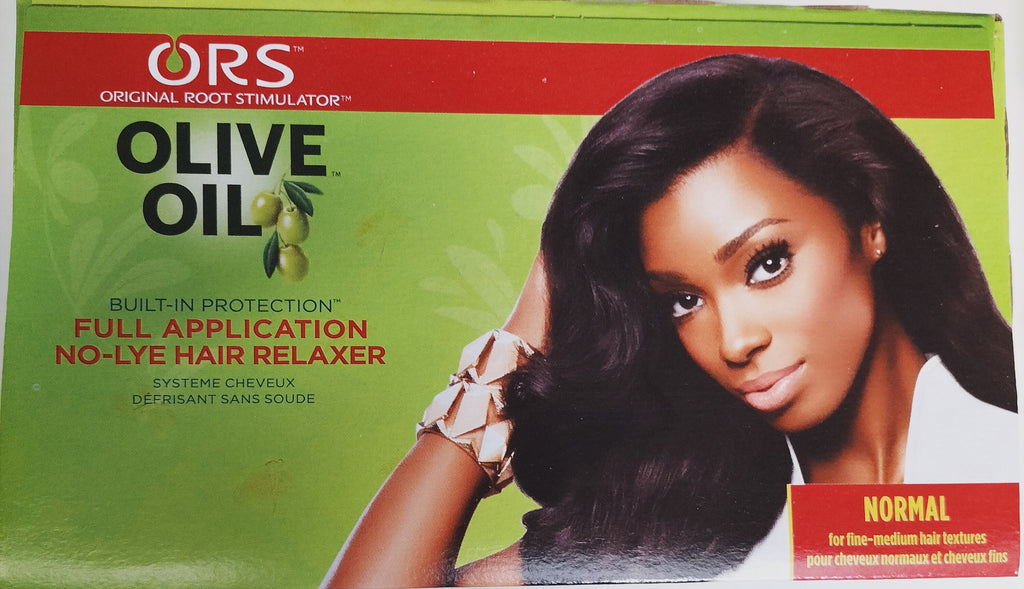 ORS™
ORIGINAL ROOT STIMULATOR™
OLIVE
OIL™
BUILT-IN PROTECTION™
FULL APPLICATION
NO-LYE HAIR RELAXER
SYSTEME CHEVEUX
DÉFRISANT SANS SOUDE
NORMAL
for fine-medium hair textures
pour cheveux normaux et cheveux fins